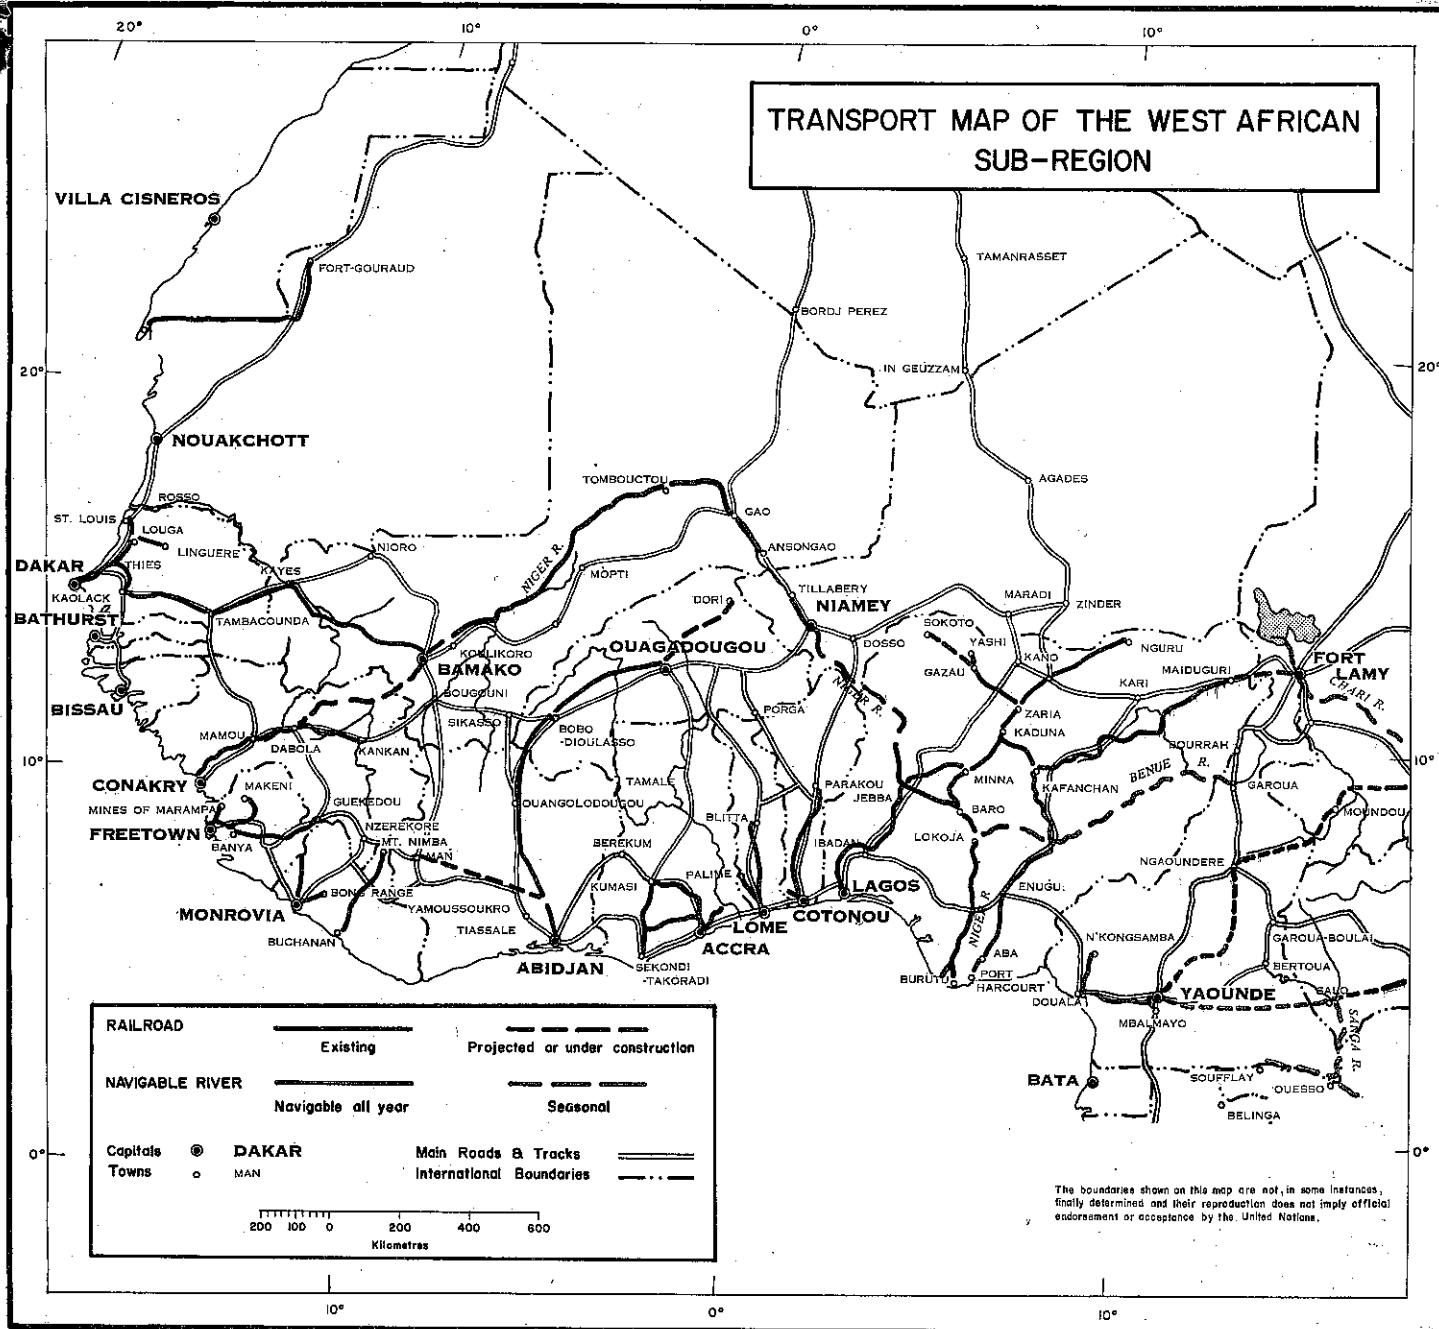 20°
10°
0°
10°
TRANSPORT MAP OF THE WEST AFRICAN
SUB-REGION
VILLA CISNEROS
FORT-GOURAUD
TAMANRASSET
BORDJ PEREZ
IN GEUZZAM
20°
20°
NOUAKCHOTT
TOMBOUCTOU
AGADES
ROSSO
ST. LOUIS
LOUGA
LINGUERE
GAO
NIORO
ANSONGAO
DAKAR
THIES
KAYES
NIGER R.
MOPTI
TILLABERY
KAOLACK
DORI
NIAMEY
MARADI
ZINDER
BATHURST
TAMBACOUNDA
SOKOTO
YASHI
NGURU
KOULIKORO
OUAGADOUGOU
DOSSO
KANO
BAMAKO
GAZAU
MAIDUGURI
FORT
LAMY
BISSAU
BOUGOUNI
NIGER R.
KARI
CHARI R.
SIKASSO
PORGA
ZARIA
MAMOU
DABOLA
KANKAN
BOBO
-DIOULASSO
KADUNA
BOURRAH
10°
10°
CONAKRY
MAKENI
TAMALE
PARAKOU
MINNA
BENUE
R.
MINES OF MARAMPA
GUEKEDOU
OUANGOLODOUGOU
JEBBA
BARO
KAFANCHAN
GAROUA
MOUNDOU
FREETOWN
NZEREKORE
BLITTA
BANYA
MT. NIMBA
BEREKUM
IBADAN
LOKOJA
MAN
NGAOUNDERE
PALIME
BONG RANGE
KUMASI
LAGOS
ENUGU
MONROVIA
YAMOUSSOUKRO
COTONOU
TIASSALE
LOME
NIGER R.
BUCHANAN
ACCRA
N'KONGSAMBA
GAROUA-BOULAI
ABIDJAN
SEKONDI
-TAKORADI
ABA
BERTOUA
BURUTU
PORT
HARCOURT
DOUALA
YAOUNDE
SALO
MBALMAYO
SANGA R.
BATA
SOUFFLAY
OUESSO
BELINGA
RAILROAD
Existing
Projected or under construction
NAVIGABLE RIVER
Navigable all year
Seasonal
Capitals DAKAR Main Roads & Tracks
Towns MAN International Boundaries
0°
0°
200 100 0 200 400 600
Kilometres
The boundaries shown on this map are not, in some instances,
finally determined and their reproduction does not imply official
endorsement or acceptance by the United Nations.
10°
0°
10°